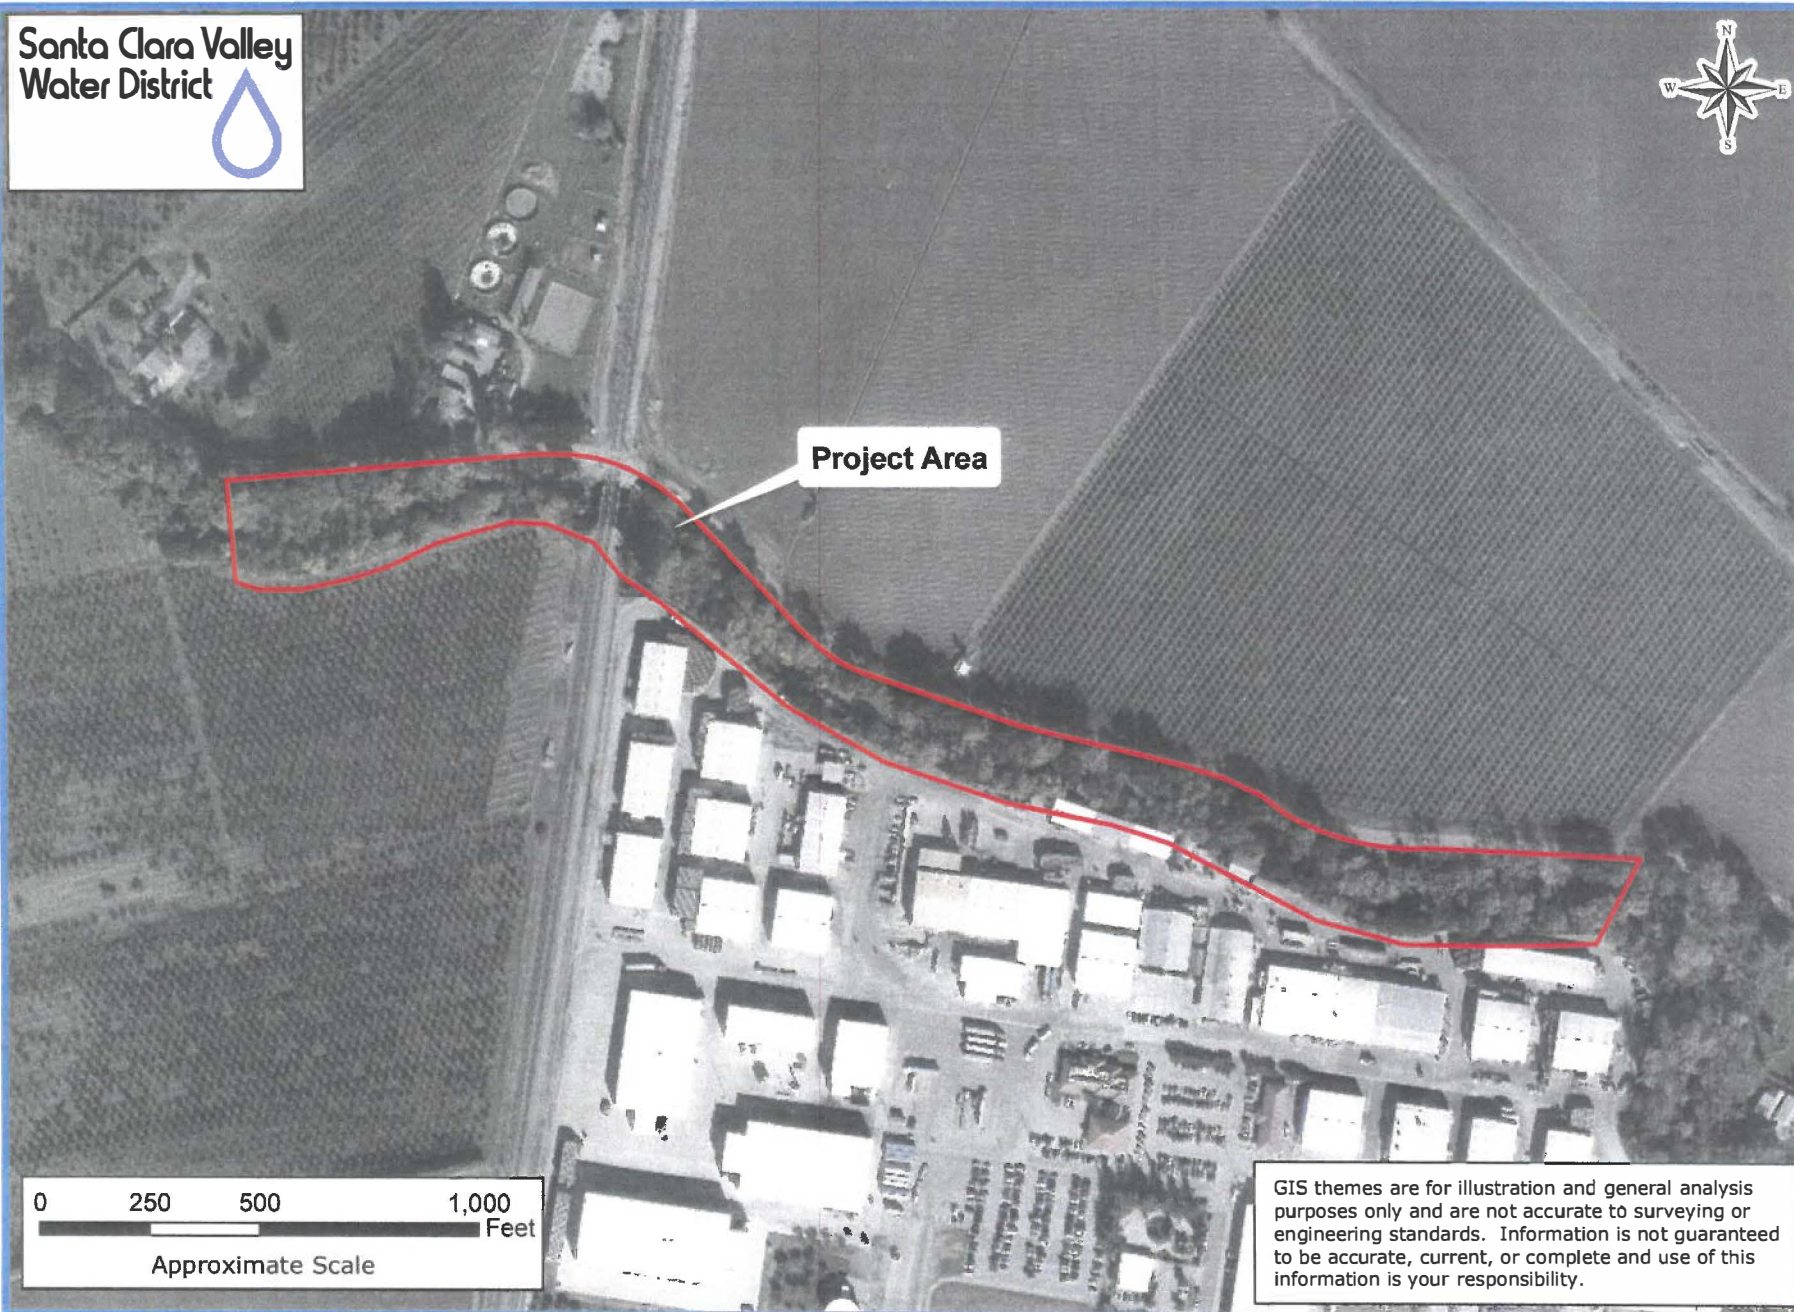 Santa Clara Valley
Water District
N
W
E
S
Project Area
0 250 500 1,000
Feet
Approximate Scale
GIS themes are for illustration and general analysis
purposes only and are not accurate to surveying or
engineering standards. Information is not guaranteed
to be accurate, current, or complete and use of this
information is your responsibility.